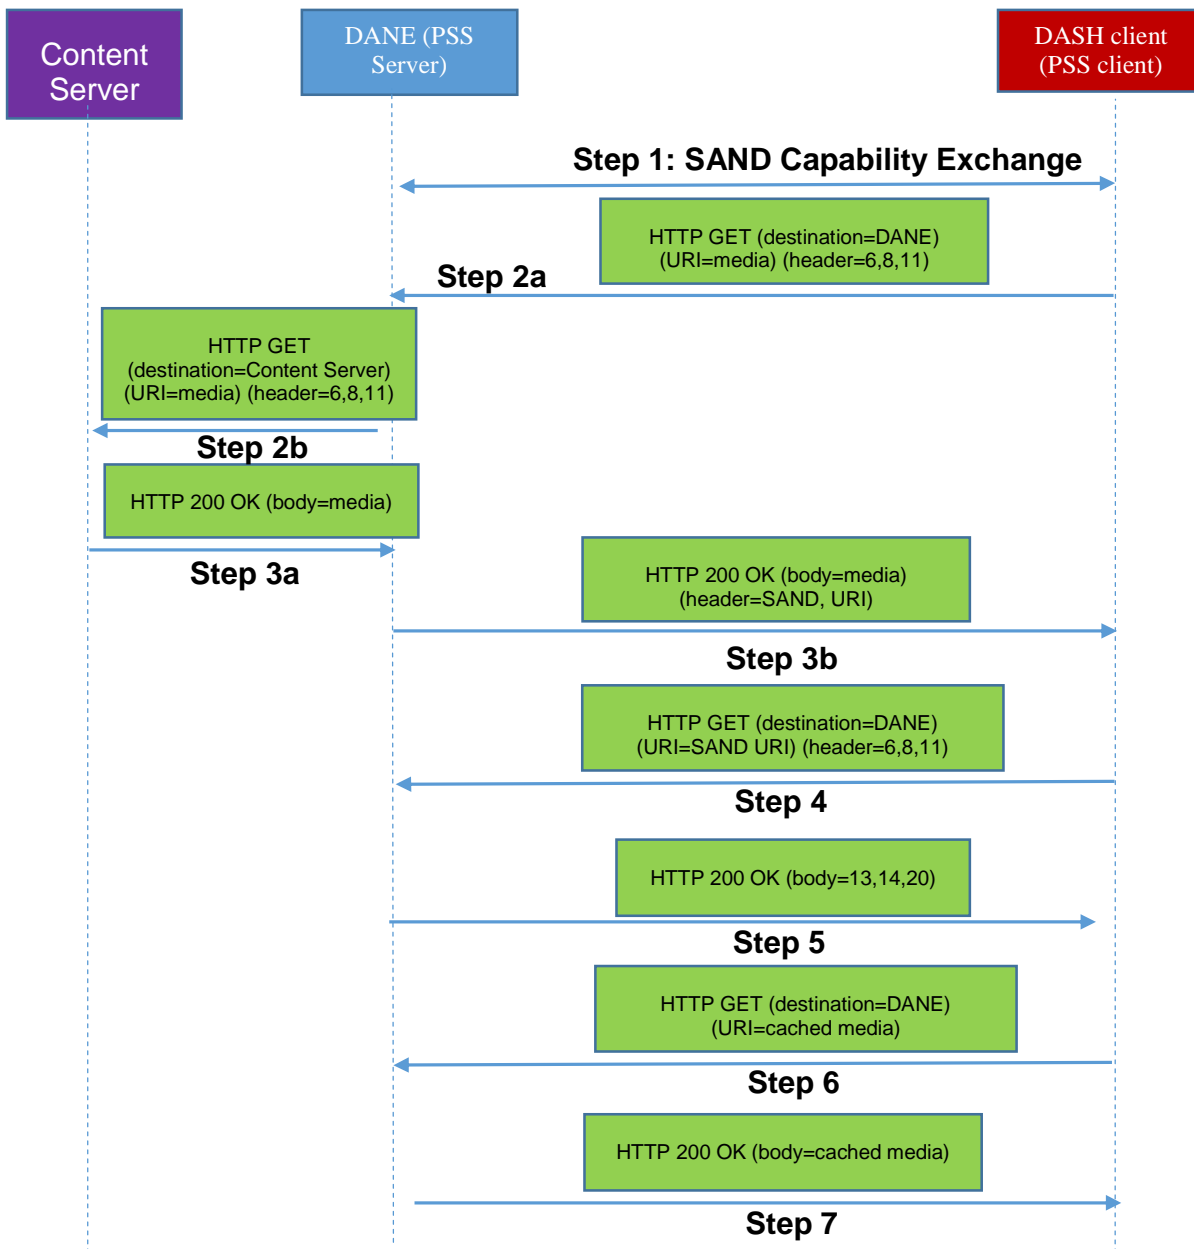 Content
Server
DANE (PSS
Server)
DASH client
(PSS client)
Step 1: SAND Capability Exchange
HTTP GET (destination=DANE)
(URI=media) (header=6,8,11)
Step 2a
HTTP GET
(destination=Content Server)
(URI=media) (header=6,8,11)
Step 2b
HTTP 200 OK (body=media)
Step 3a
HTTP 200 OK (body=media)
(header=SAND, URI)
Step 3b
HTTP GET (destination=DANE)
(URI=SAND URI) (header=6,8,11)
Step 4
HTTP 200 OK (body=13,14,20)
Step 5
HTTP GET (destination=DANE)
(URI=cached media)
Step 6
HTTP 200 OK (body=cached media)
Step 7